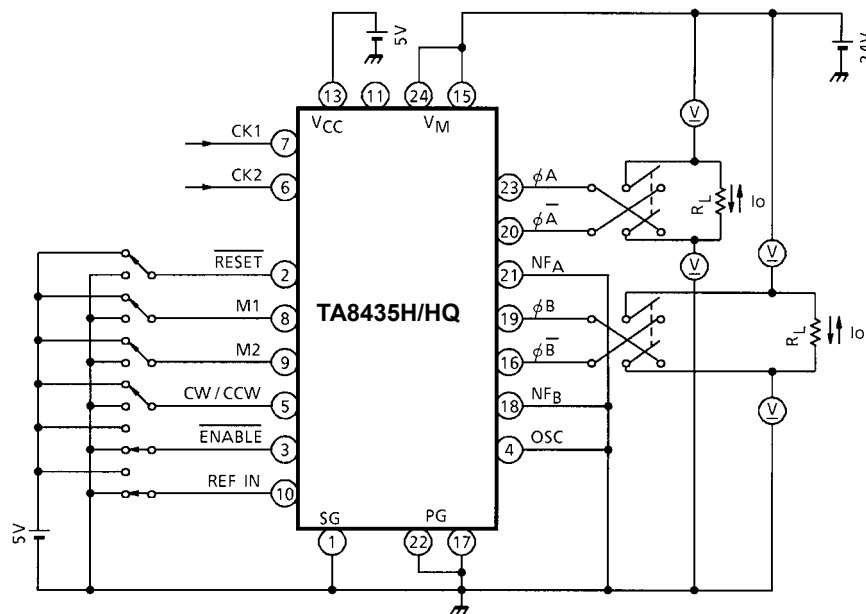 5V
24V
13
11
24
15
VCC
VM
CK1
7
CK2
6
23
φA
20
φA̅
RESET
2
21
NFA
M1
8
19
φB
M2
9
16
φB̅
CW / CCW
5
18
NFB
ENABLE
3
4
OSC
REF IN
10
TA8435H/HQ
SG
PG
1
22
17
5V
V
RL
Io
V
V
RL
Io
V